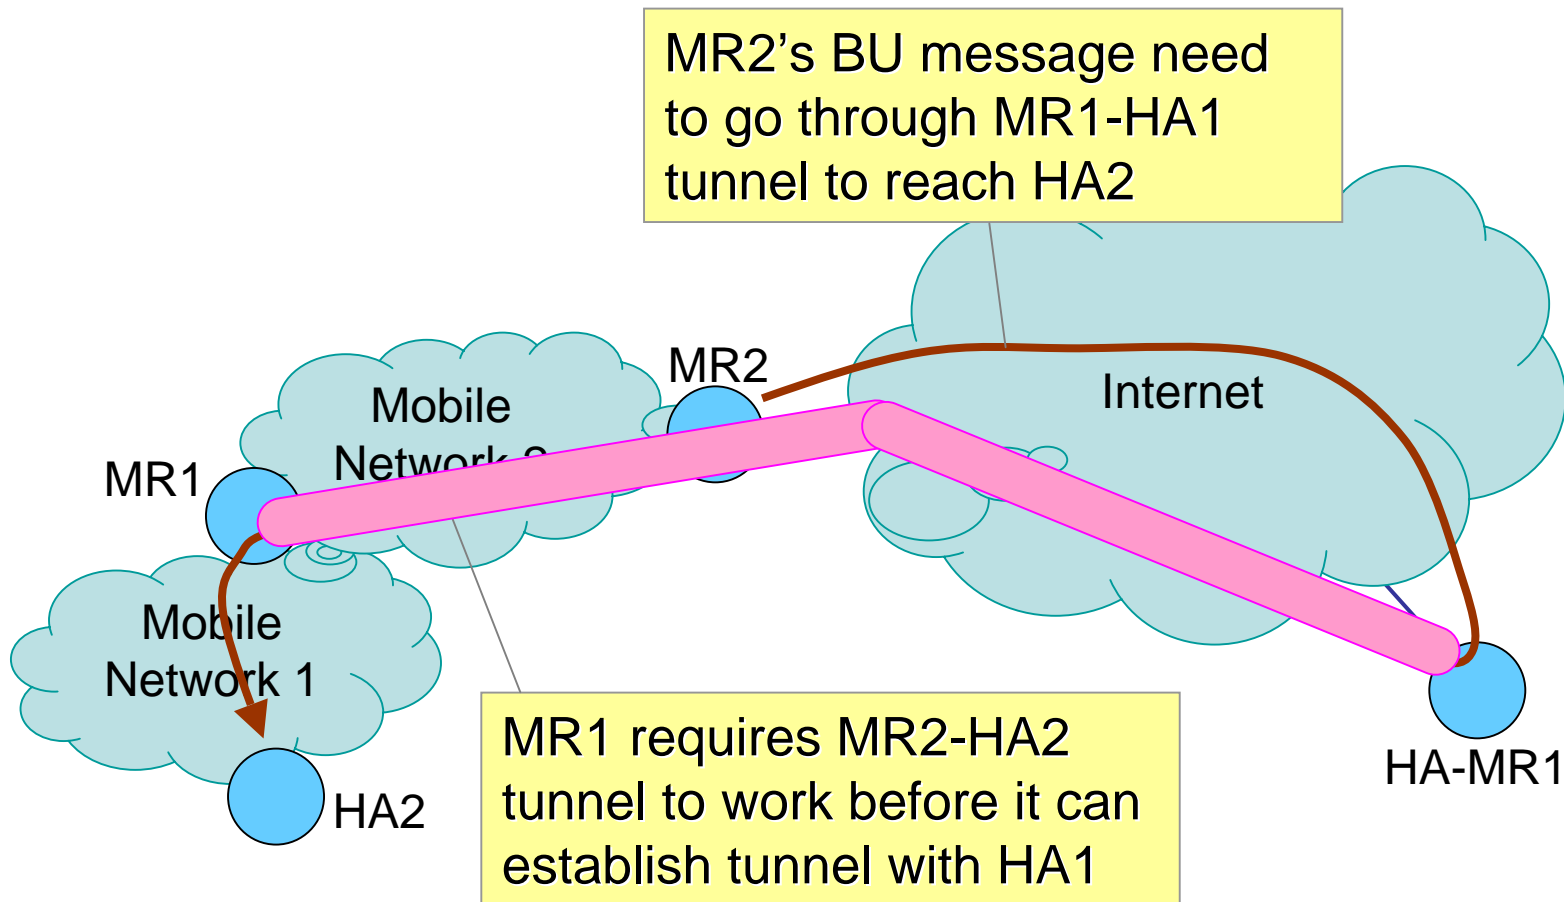 MR2’s BU message need
to go through MR1-HA1
tunnel to reach HA2
MR2
Internet
Mobile
Network
MR1
Mobile
Network 1
MR1 requires MR2-HA2
tunnel to work before it can
establish tunnel with HA1
HA-MR1
HA2